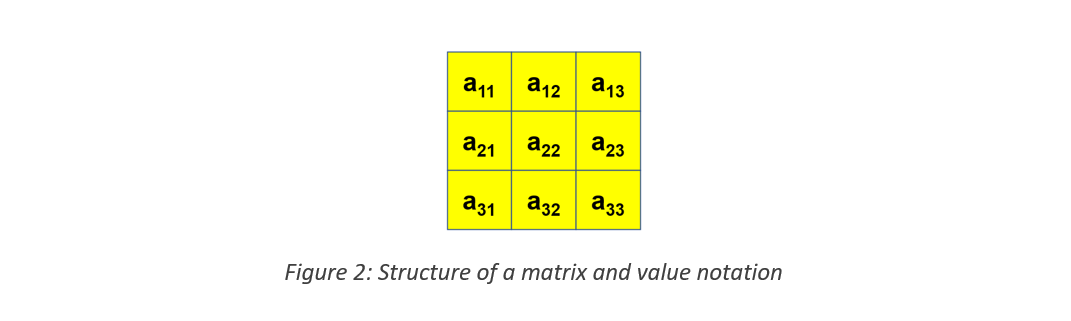 a11 a12 a13
a21 a22 a23
a31 a32 a33
Figure 2: Structure of a matrix and value notation